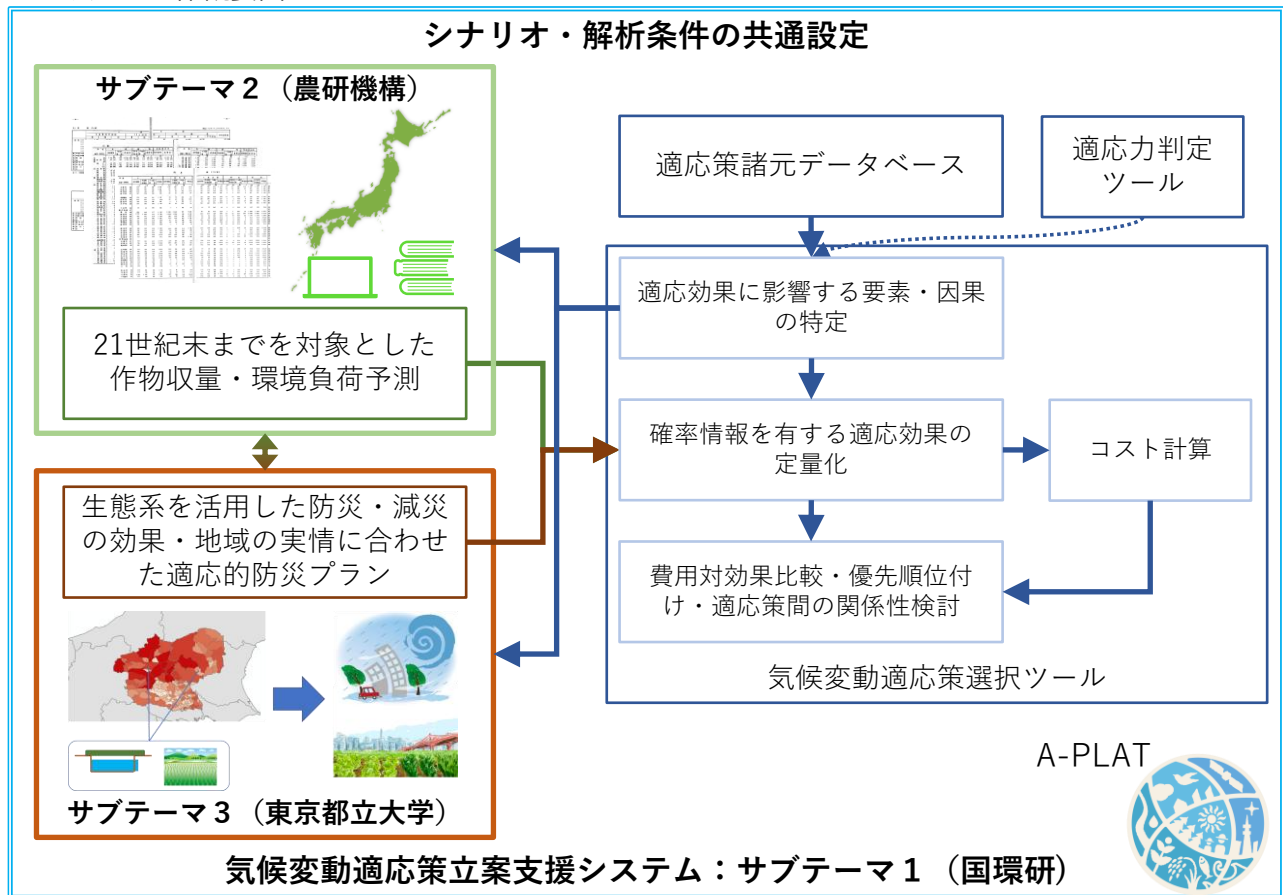 シナリオ・解析条件の共通設定
サブテーマ２（農研機構）
21世紀末までを対象とした
作物収量・環境負荷予測
生態系を活用した防災・減災
の効果・地域の実情に合わせ
た適応的防災プラン
サブテーマ３（東京都立大学）
適応策諸元データベース
適応力判定
ツール
適応効果に影響する要素・因果
の特定
確率情報を有する適応効果の
定量化
コスト計算
費用対効果比較・優先順位付
け・適応策間の関係性検討
気候変動適応策選択ツール
A-PLAT
気候変動適応策立案支援システム：サブテーマ１（国環研）